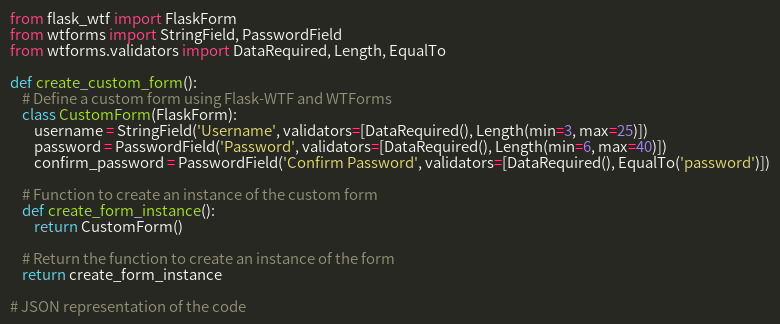 from flask_wtf import FlaskForm
from wtforms import StringField, PasswordField
from wtforms.validators import DataRequired, Length, EqualTo

def create_custom_form():
    # Define a custom form using Flask-WTF and WTForms
    class CustomForm(FlaskForm):
        username = StringField('Username', validators=[DataRequired(), Length(min=3, max=25)])
        password = PasswordField('Password', validators=[DataRequired(), Length(min=6, max=40)])
        confirm_password = PasswordField('Confirm Password', validators=[DataRequired(), EqualTo('password')])

    # Function to create an instance of the custom form
    def create_form_instance():
        return CustomForm()

    # Return the function to create an instance of the form
    return create_form_instance

# JSON representation of the code